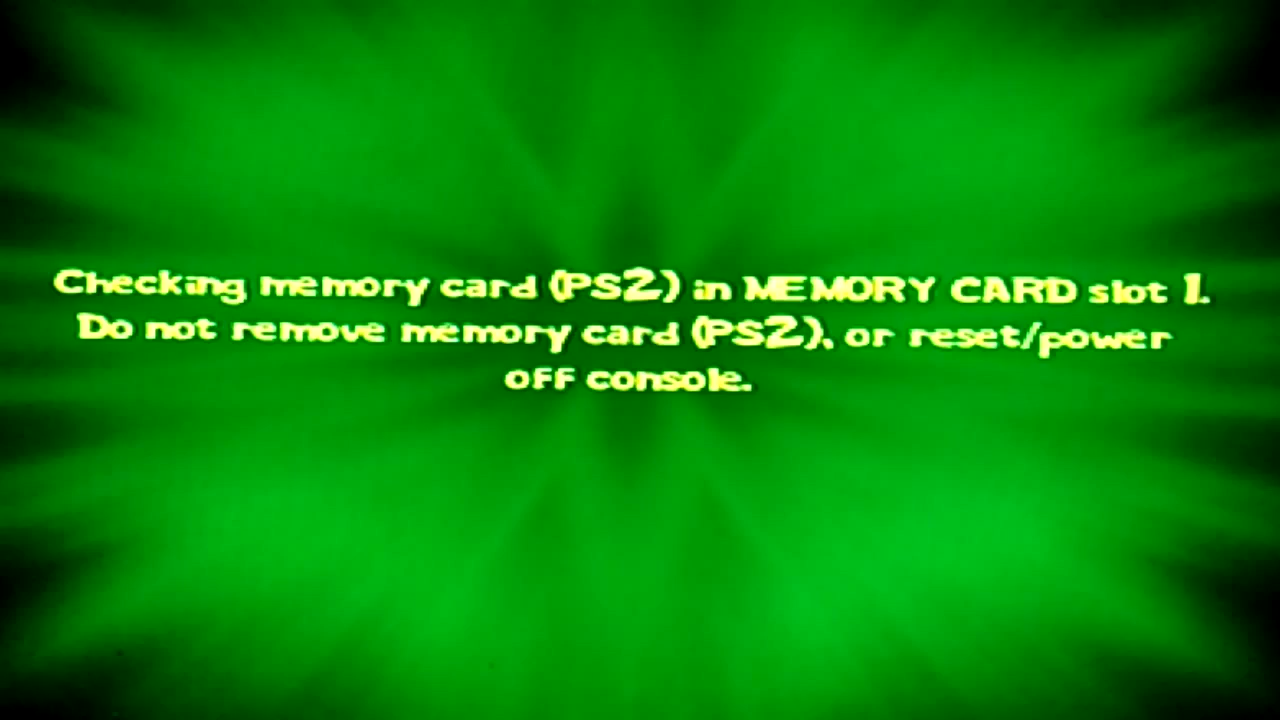 Checking memory card (PS2) in MEMORY CARD slot 1.
Do not remove memory card (PS2), or reset/power
off console.